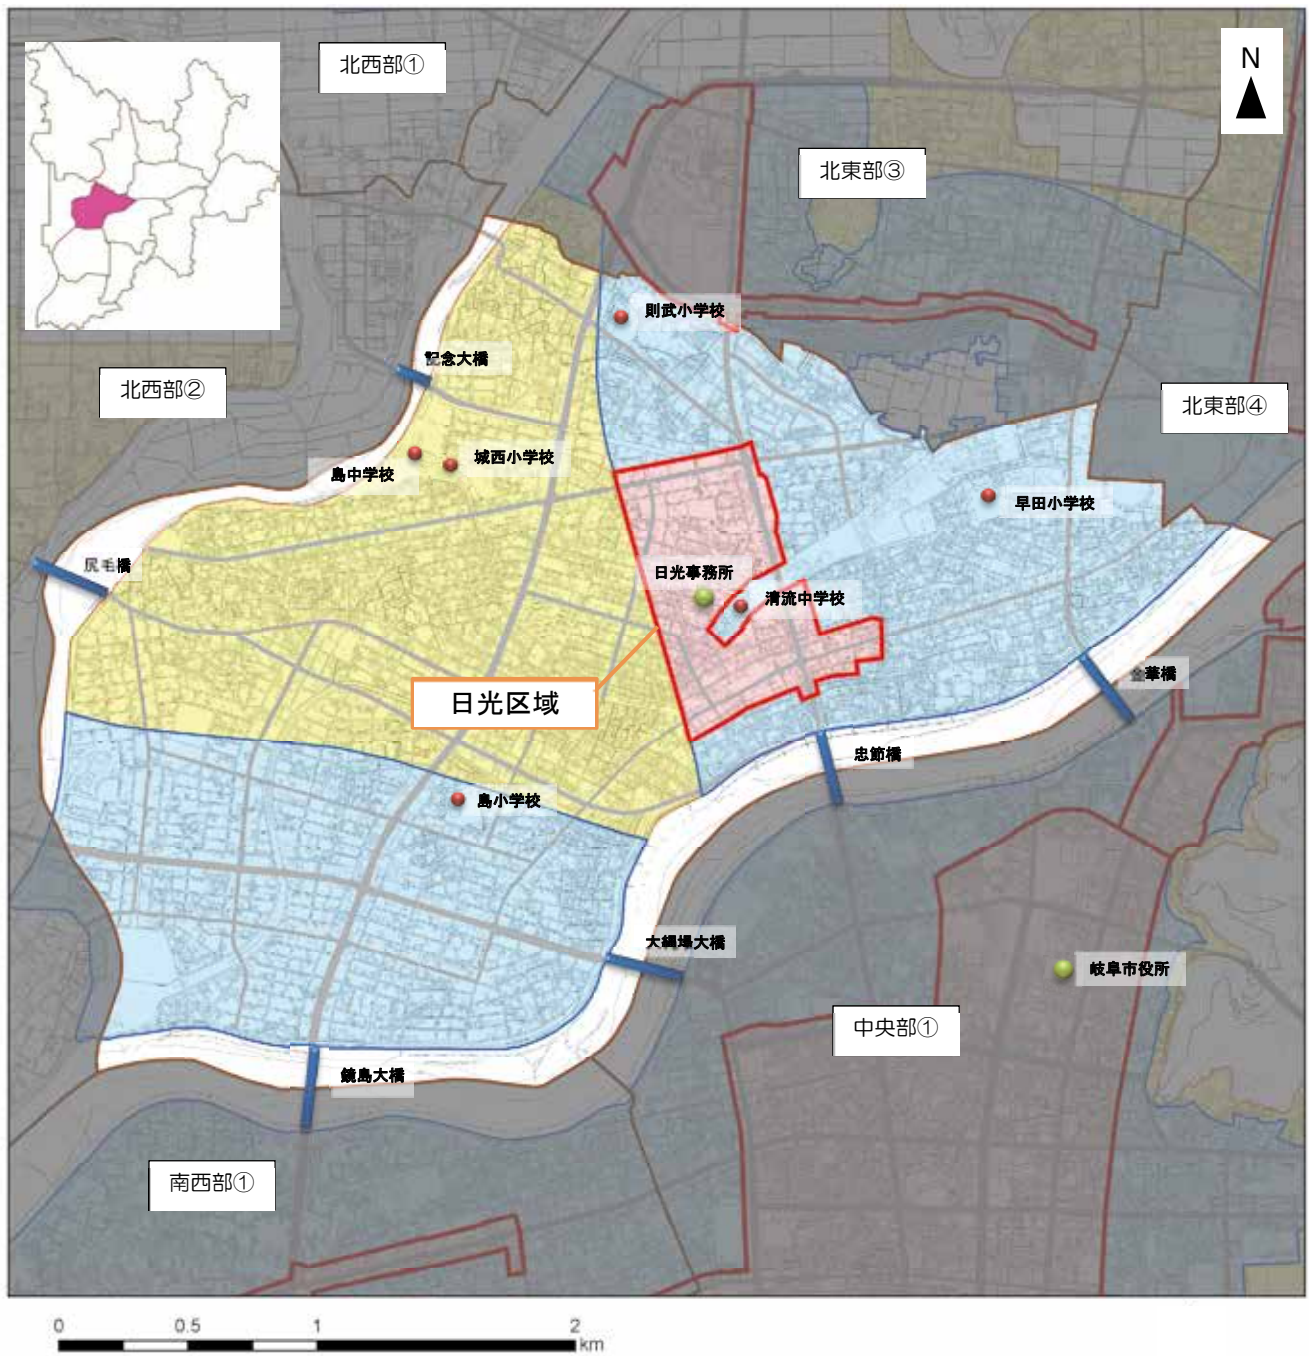 北西部①
N
北東部③
則武小学校
記念大橋
北西部②
北東部④
城西小学校
島中学校
早田小学校
尻毛橋
日光事務所
清流中学校
金華橋
日光区域
忠節橋
島小学校
大縄場大橋
岐阜市役所
中央部①
鏡島大橋
南西部①
0 0.5 1 2
km